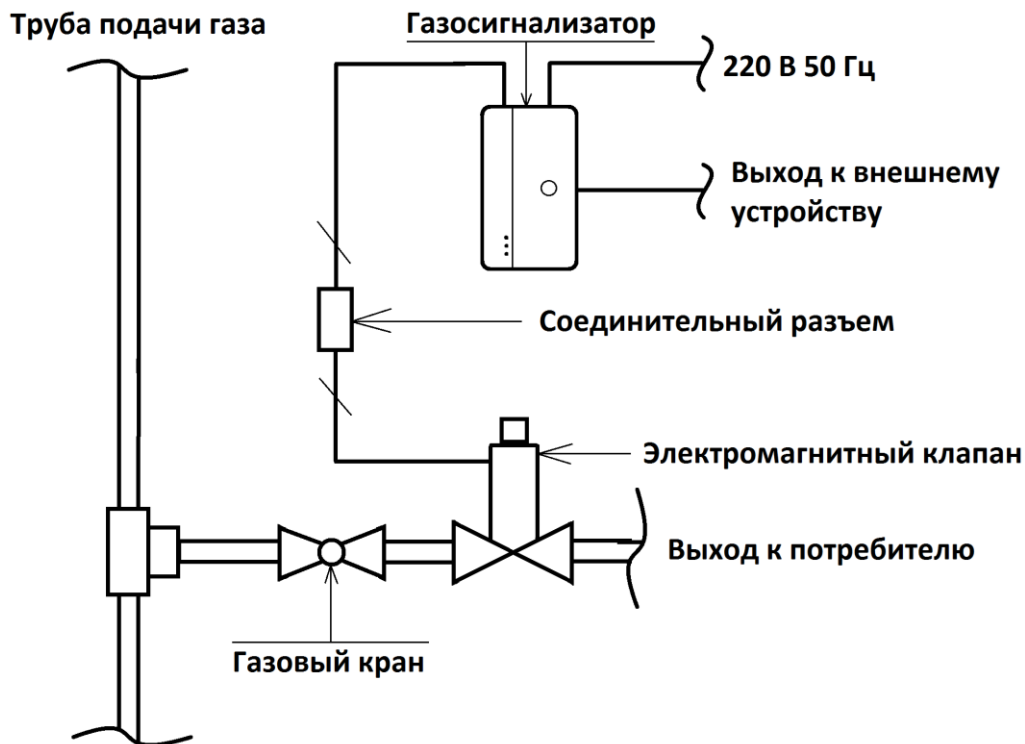 Труба подачи газа
Газосигнализатор
220 В 50 Гц
Выход к внешнему
устройству
Соединительный разъем
Электромагнитный клапан
Выход к потребителю
Газовый кран